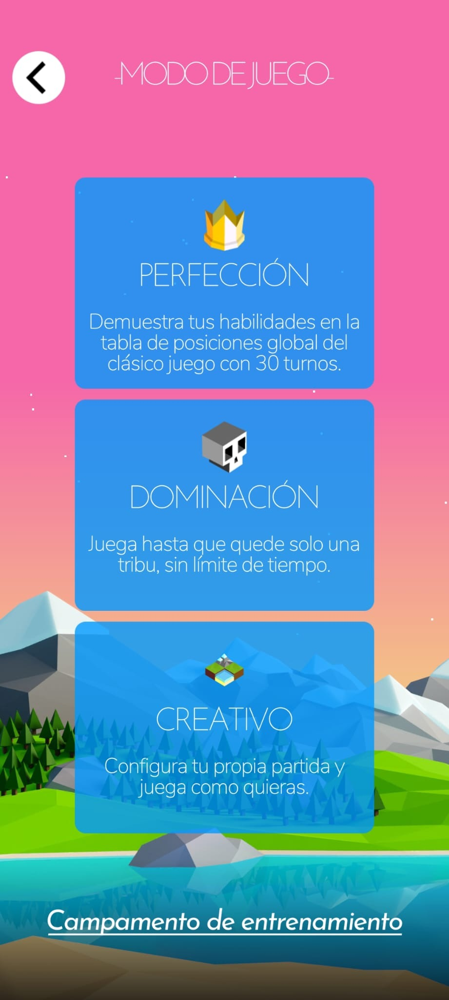 MODO DE JUEGO
PERFECCIÓN
Demuestra tus habilidades en la
tabla de posiciones global del
clásico juego con 30 turnos.
DOMINACIÓN
Juega hasta que quede solo una
tribu, sin límite de tiempo.
CREATIVO
Configura tu propia partida y
juega como quieras.
Campamento de entrenamiento